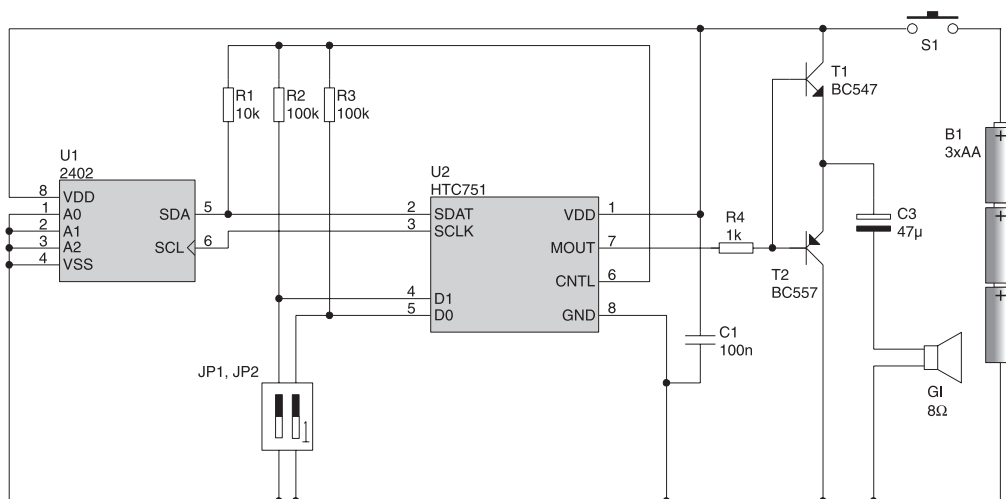 S1
T1
BC547
R1
10k
R2
100k
R3
100k
B1
3xAA
+
+
+
U1
2402
8 VDD
1 A0
2 A1
3 A2
4 VSS
SDA 5
SCL 6
U2
HTC751
2 SDAT
3 SCLK
4 D1
5 D0
VDD 1
MOUT 7
CNTL 6
GND 8
R4
1k
T2
BC557
C3
47µ
C1
100n
JP1, JP2
1
Gl
8Ω